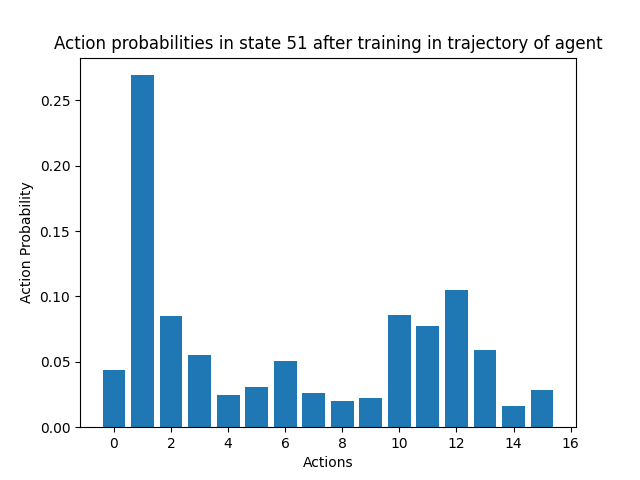 Action probabilities in state 51 after training in trajectory of agent
0.25
0.20
0.15
0.10
0.05
0.00
Action Probability
0 2 4 6 8 10 12 14 16
Actions